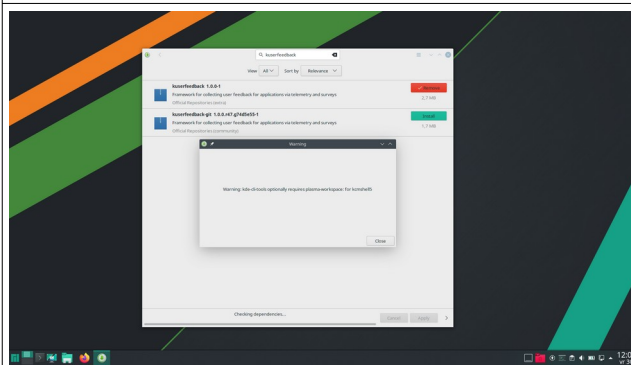 kuserfeedback
View All Sort by Relevance
kuserfeedback 1.0.0-1
Remove
Framework for collecting user feedback for applications via telemetry and surveys
2,7 MB
Official Repositories (extra)
kuserfeedback-git 1.0.0.r47.g74d5e55-1
Install
Framework for collecting user feedback for applications via telemetry and surveys
1,7 MB
Official Repositories (community)
Warning
Warning: kde-cli-tools optionally requires plasma-workspace: for kcmshell5
Close
Checking dependencies...
Cancel Apply
12:0